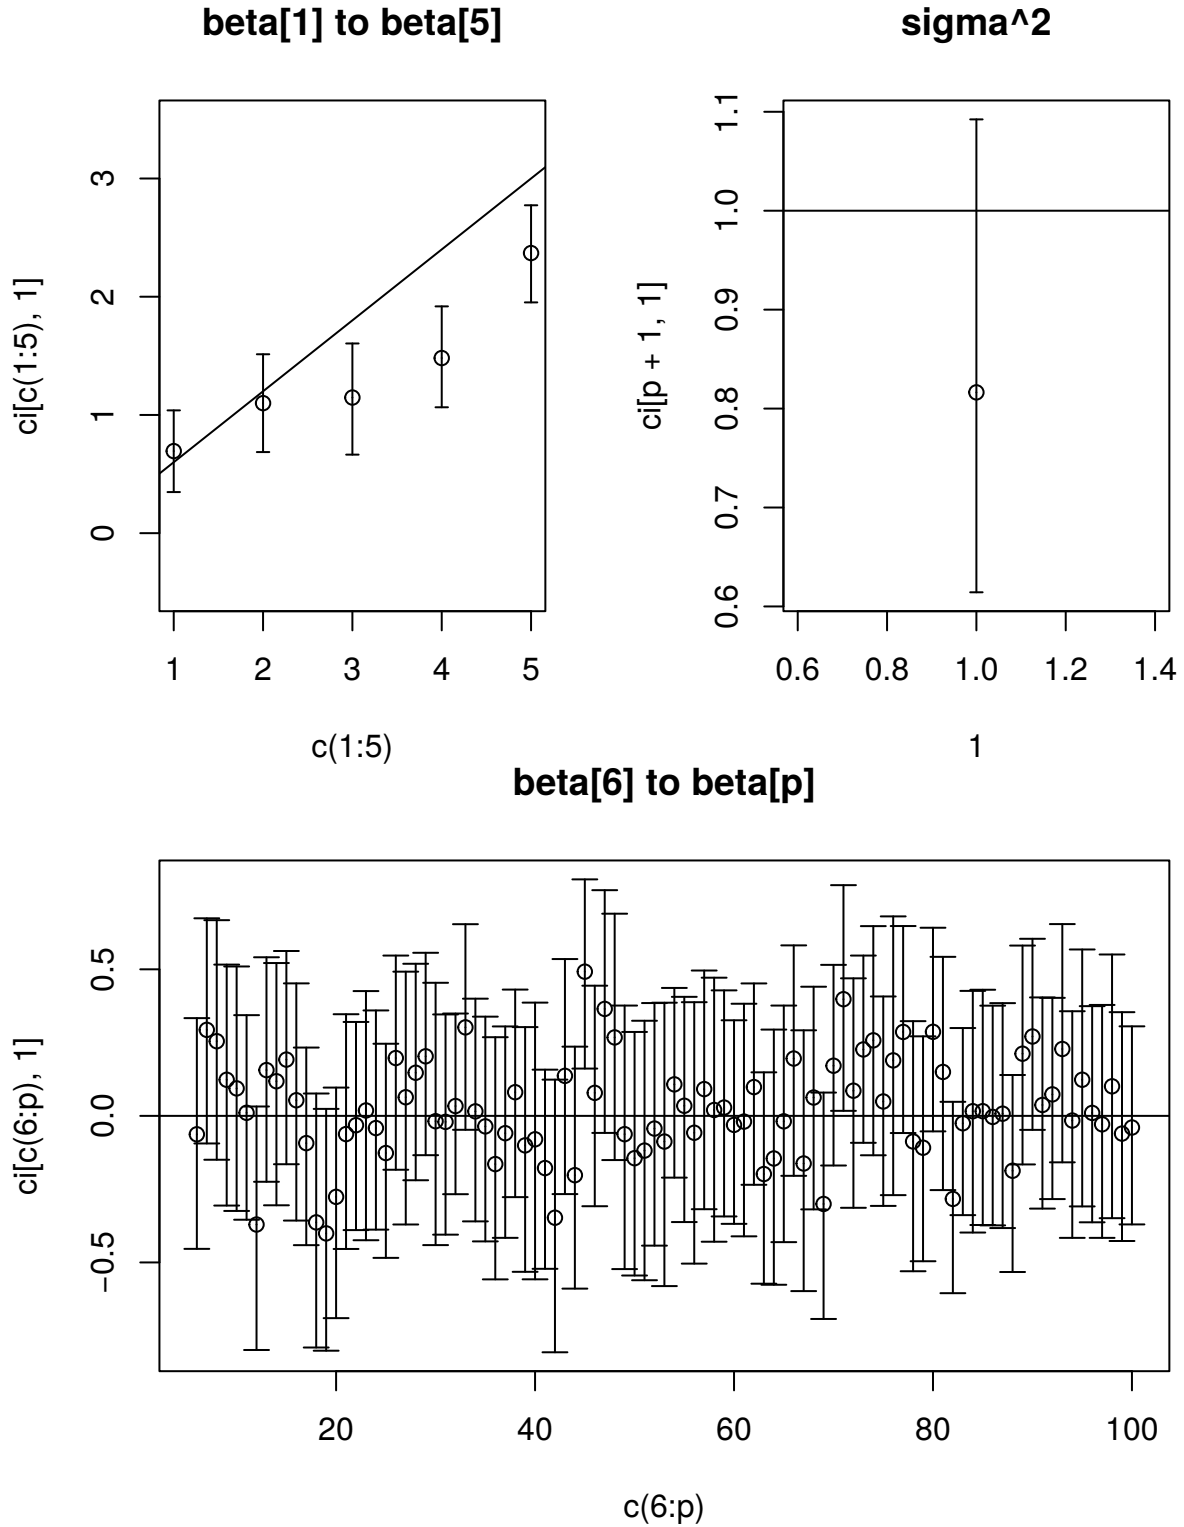 beta[1] to beta[5]
sigma^2
ci[c(1:5), 1]
0
1
2
3
1 2 3 4 5
c(1:5)
ci[p + 1, 1]
0.6 0.7 0.8 0.9 1.0 1.1
0.6 0.8 1.0 1.2 1.4
1
beta[6] to beta[p]
ci[c(6:p), 1]
−0.5 0.0 0.5
20 40 60 80 100
c(6:p)